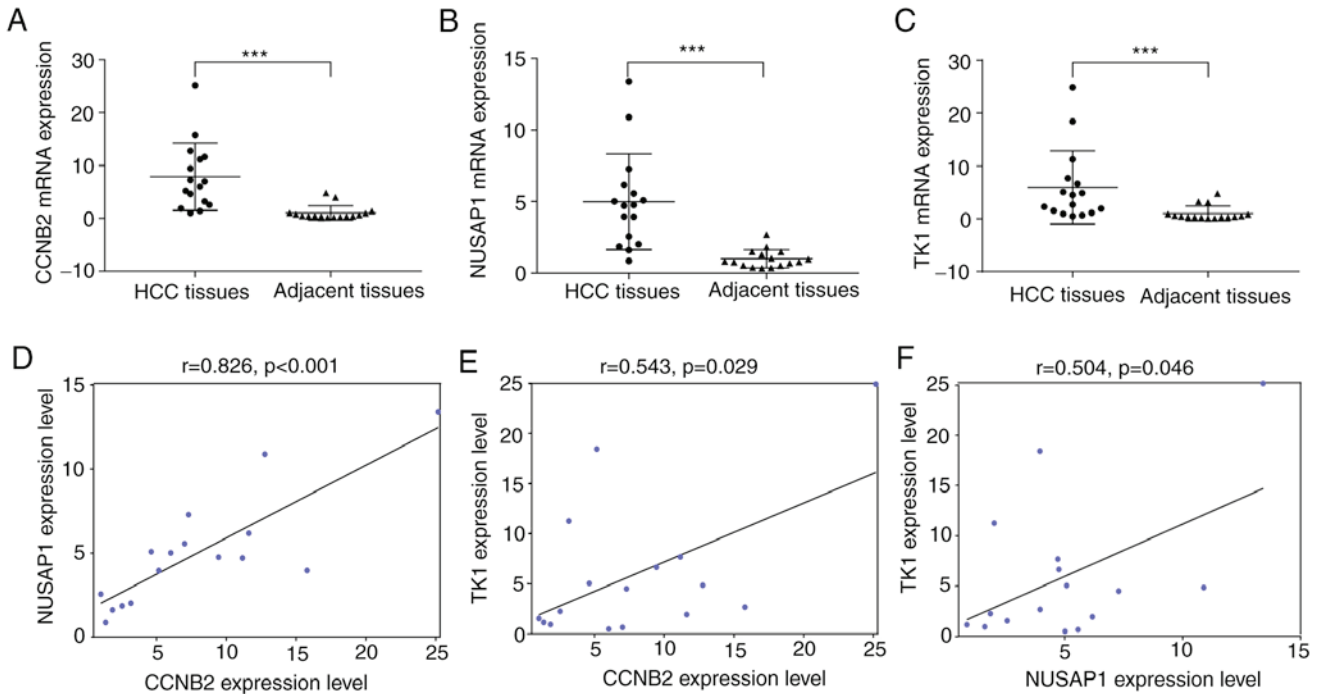 A
CCNB2 mRNA expression
30
20
10
0
−10
***
HCC tissues
Adjacent tissues
B
NUSAP1 mRNA expression
15
10
5
0
***
HCC tissues
Adjacent tissues
C
TK1 mRNA expression
30
20
10
0
−10
***
HCC tissues
Adjacent tissues
D
r=0.826, p<0.001
NUSAP1 expression level
15
10
5
0
5
10
15
20
25
CCNB2 expression level
E
r=0.543, p=0.029
TK1 expression level
25
20
15
10
5
0
5
10
15
20
25
CCNB2 expression level
F
r=0.504, p=0.046
TK1 expression level
25
20
15
10
5
0
5
10
15
NUSAP1 expression level